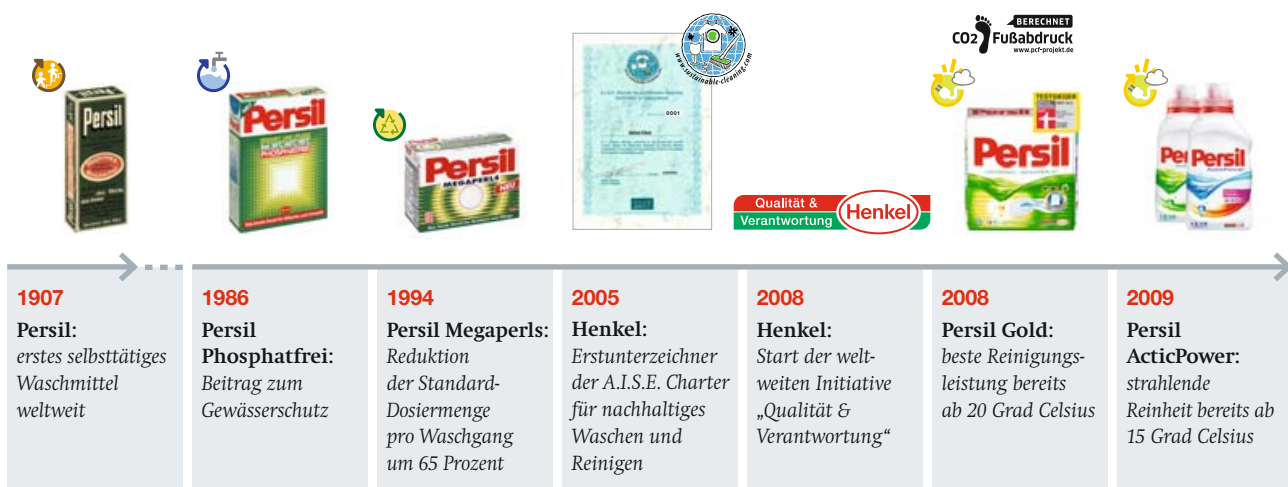 BERECHNET
CO2 Fußabdruck
www.pcf-projekt.de
www.sustainable-cleaning.com
Persil
Persil
PHOSPHATFREI
Persil
MEGAPERLS
NEU
0001
Qualität &
Verantwortung
Henkel
TESTSIEGER
Persil
Persil
Persil
ActicPower
1907
Persil:
erstes selbsttätiges
Waschmittel
weltweit
1986
Persil
Phosphatfrei:
Beitrag zum
Gewässerschutz
1994
Persil Megaperls:
Reduktion
der Standard-
Dosiermenge
pro Waschgang
um 65 Prozent
2005
Henkel:
Erstunterzeichner
der A.I.S.E. Charter
für nachhaltiges
Waschen und
Reinigen
2008
Henkel:
Start der welt-
weiten Initiative
„Qualität &
Verantwortung“
2008
Persil Gold:
beste Reinigungs-
leistung bereits
ab 20 Grad Celsius
2009
Persil
ActicPower:
strahlende
Reinheit bereits ab
15 Grad Celsius